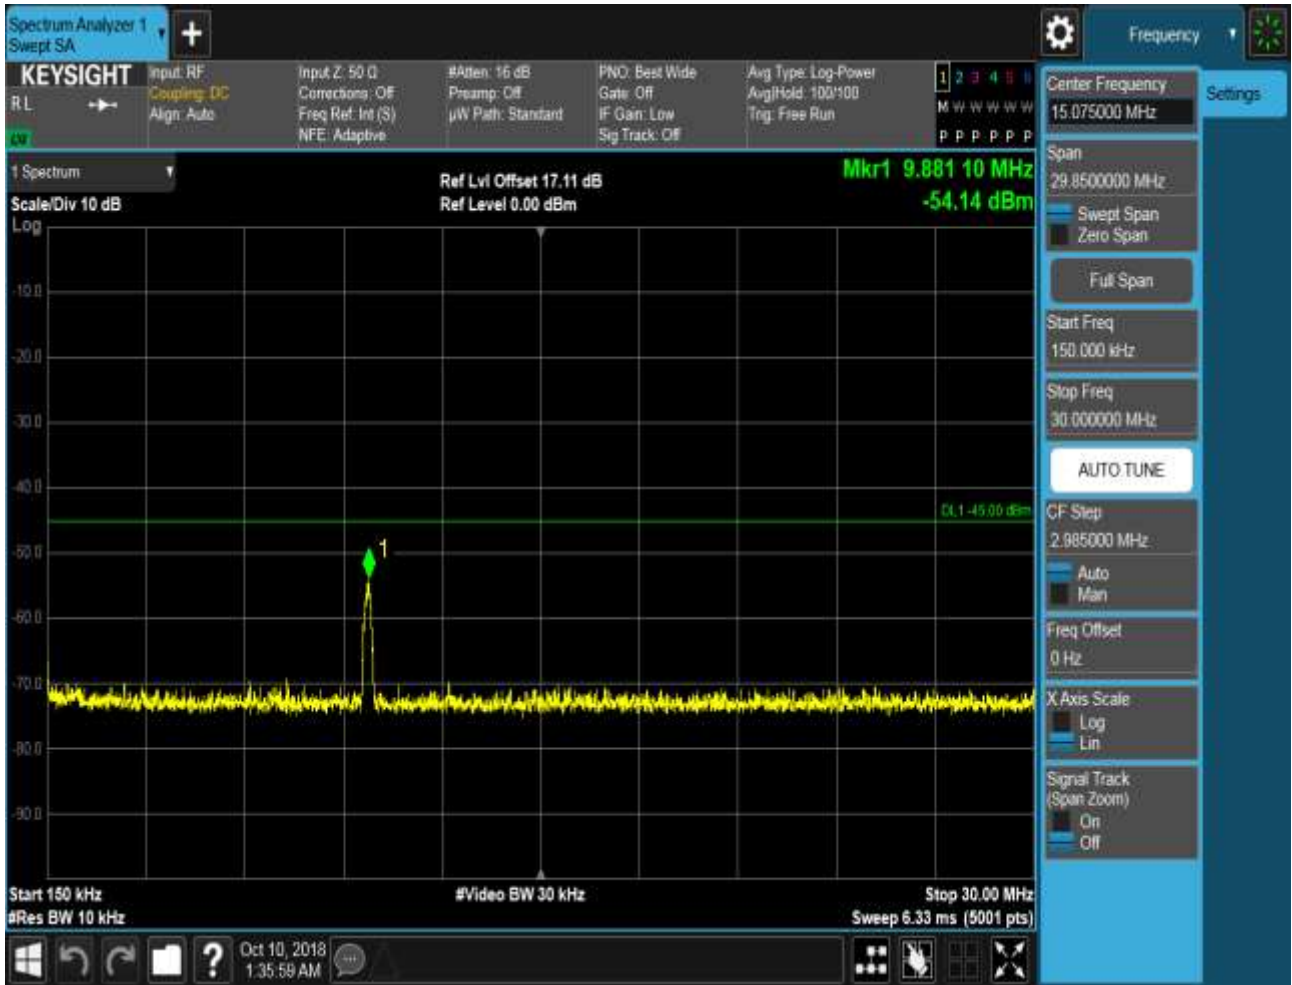 Spectrum Analyzer 1
Swept SA
Frequency
KEYSIGHT
RL
Input: RF
Coupling: DC
Align: Auto
Input Z: 50 Ω
Corrections: Off
Freq Ref: Int (S)
NFE: Adaptive
#Atten: 16 dB
Preamp: Off
µW Path: Standard
PNO: Best Wide
Gate: Off
IF Gain: Low
Sig Track: Off
Avg Type: Log-Power
Avg|Hold: 100/100
Trig: Free Run
1 2 3 4 5 6
M W W W W W
P P P P P P
1 Spectrum
Scale/Div 10 dB
Log
Ref Lvl Offset 17.11 dB
Ref Level 0.00 dBm
Mkr1 9.881 10 MHz
-54.14 dBm
-10.0
-20.0
-30.0
-40.0
DL1 -45.00 dBm
1
-50.0
-60.0
-70.0
-80.0
-90.0
Start 150 kHz
#Video BW 30 kHz
Stop 30.00 MHz
#Res BW 10 kHz
Sweep 6.33 ms (5001 pts)
Oct 10, 2018
1:35:59 AM
Center Frequency
15.075000 MHz
Settings
Span
29.8500000 MHz
Swept Span
Zero Span
Full Span
Start Freq
150.000 kHz
Stop Freq
30.000000 MHz
AUTO TUNE
CF Step
2.985000 MHz
Auto
Man
Freq Offset
0 Hz
X Axis Scale
Log
Lin
Signal Track
(Span Zoom)
On
Off